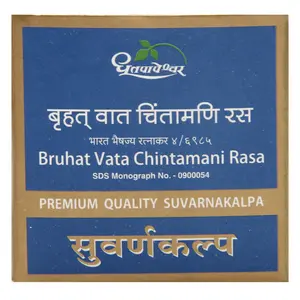 धूतपापेश्वर
बृहत् वात चिंतामणि रस
भारत भैषज्य रत्नाकर ४/६९८५
Bruhat Vata Chintamani Rasa
SDS Monograph No. - 0900054
PREMIUM QUALITY SUVARNAKALPA
सुवर्णकल्प